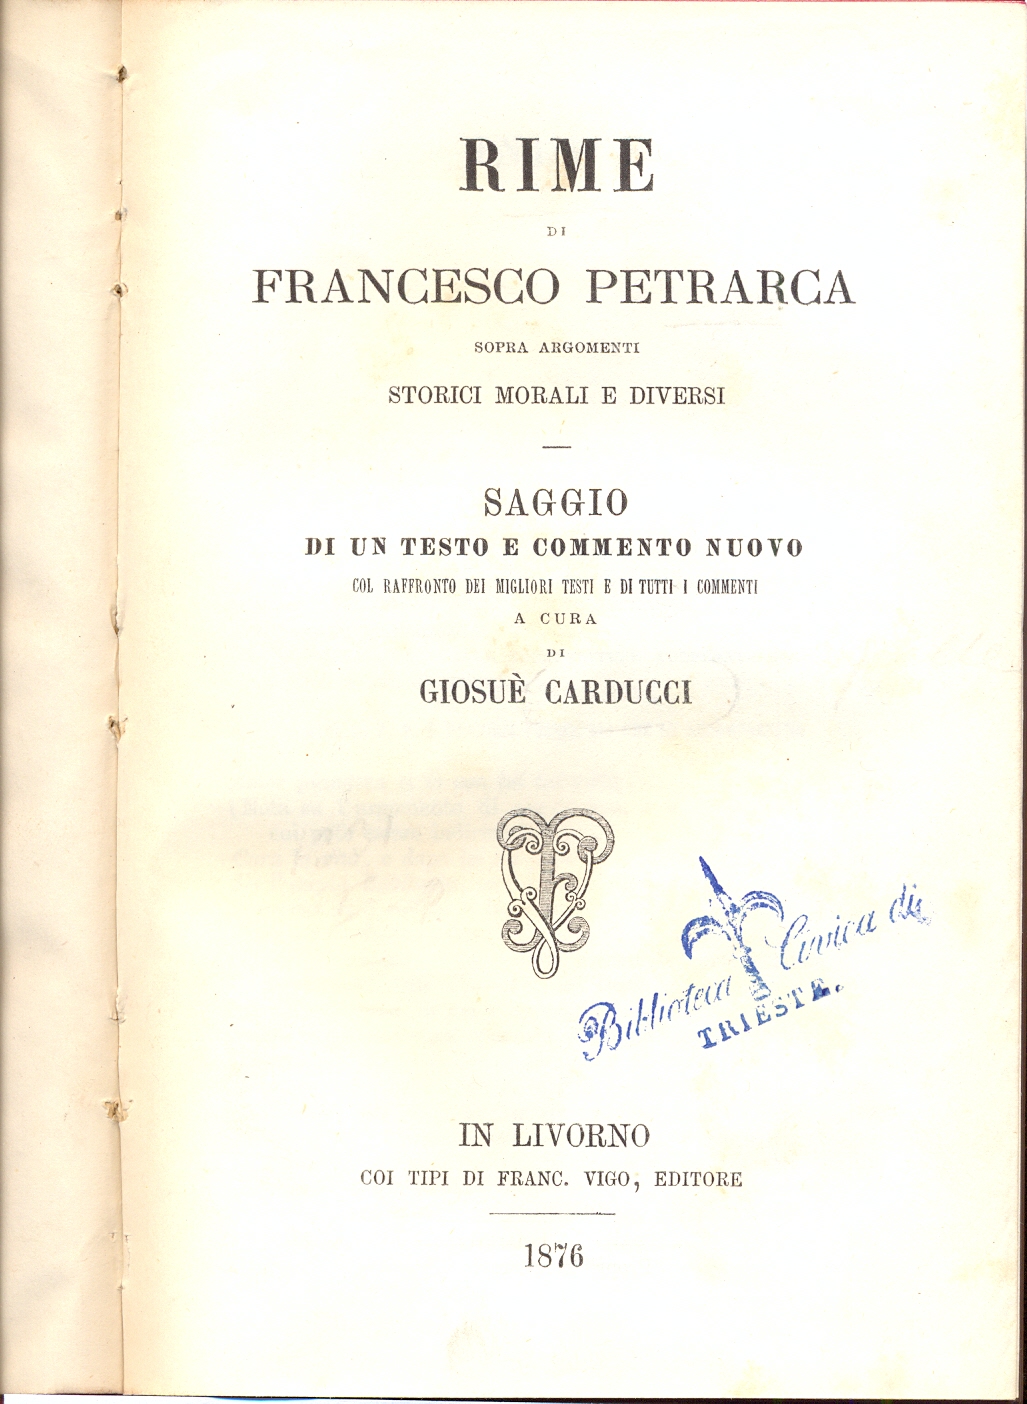 RIME
DI
FRANCESCO PETRARCA
SOPRA ARGOMENTI
STORICI MORALI E DIVERSI
SAGGIO
DI UN TESTO E COMMENTO NUOVO
COL RAFFRONTO DEI MIGLIORI TESTI E DI TUTTI I COMMENTI
A CURA
DI
GIOSUÈ CARDUCCI
Biblioteca Civica di
TRIESTE.
IN LIVORNO
COI TIPI DI FRANC. VIGO, EDITORE
1876